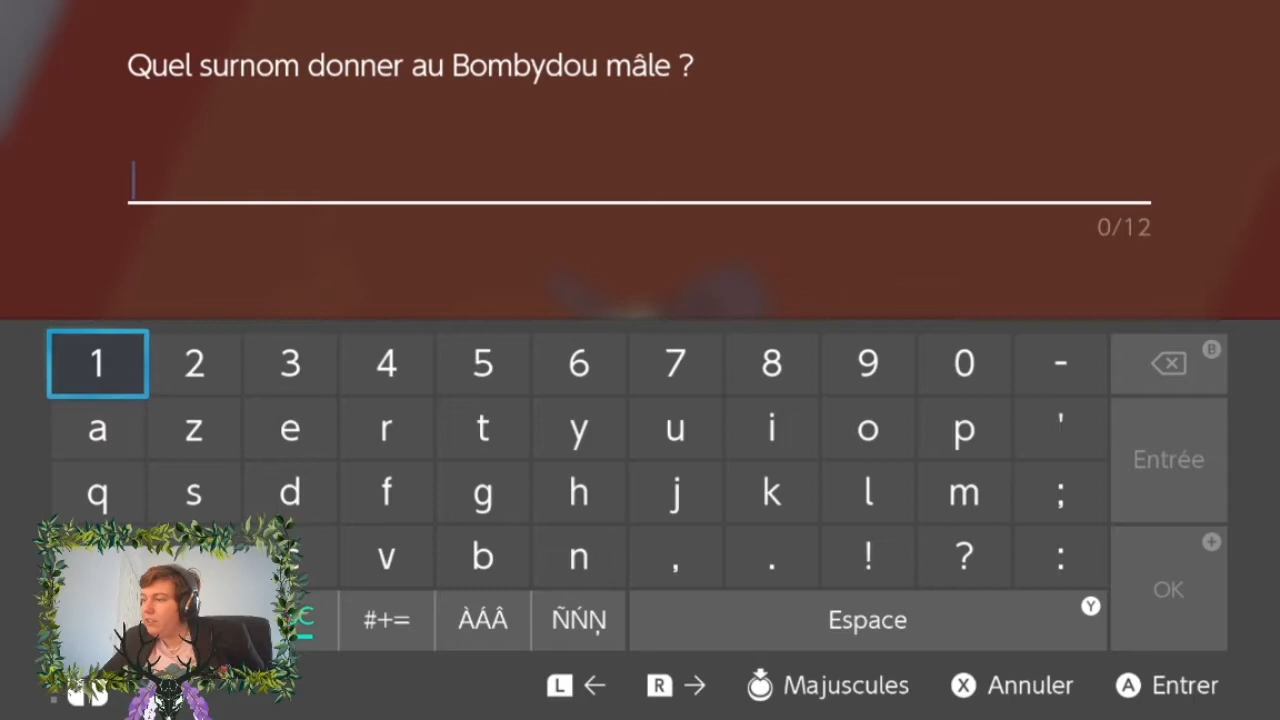 Quel surnom donner au Bombydou mâle ?
0/12
1 2 3 4 5 6 7 8 9 0 - B
a z e r t y u i o p '
Entrée
q s d f g h j k l m ;
v b n , . ! ? : +
OK
#+= ÀÁÂ ÑŃŅ Espace Y
L ← R → Majuscules X Annuler A Entrer